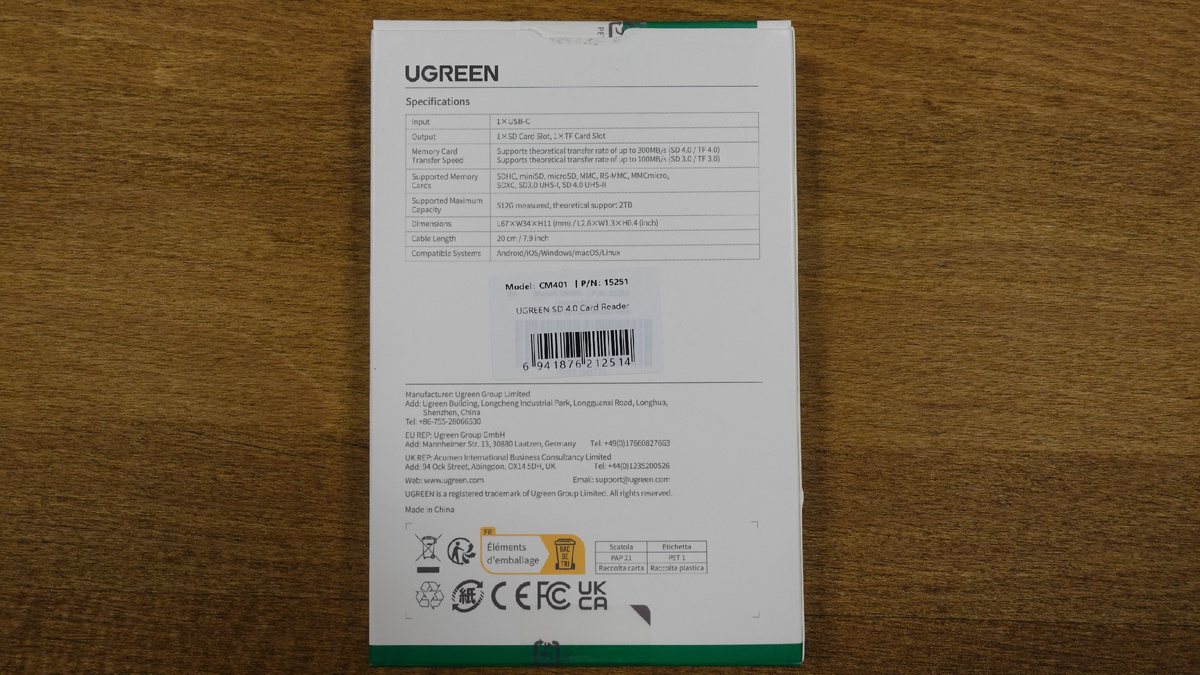 UGREEN
Specifications
Input 1×USB-C
Output 1×SD Card Slot, 1×TF Card Slot
Memory Card Transfer Speed
Supports theoretical transfer rate of up to 300MB/s (SD 4.0 / TF 4.0)
Supports theoretical transfer rate of up to 100MB/s (SD 3.0 / TF 3.0)
Supported Memory Cards
SDHC, miniSD, microSD, MMC, RS-MMC, MMCmicro,
SDXC, SD3.0 UHS-I, SD 4.0 UHS-II
Supported Maximum Capacity
512G measured, theoretical support 2TB
Dimensions L67×W34×H11 (mm) / L2.6×W1.3×H0.4 (inch)
Cable Length 20 cm / 7.9 inch
Compatible Systems Android/iOS/Windows/macOS/Linux
Model: CM401 | P/N: 15251
UGREEN SD 4.0 Card Reader
6 941876 212514
Manufacturer: Ugreen Group Limited
Add: Ugreen Building, Longcheng Industrial Park, Longguanxi Road, Longhua,
Shenzhen, China
Tel: +86-755-28066530
EU REP: Ugreen Group GmbH
Add: Mannheimer Str. 13, 30880 Laatzen, Germany Tel: +49(0)17660827663
UK REP: Acumen International Business Consultancy Limited
Add: 94 Ock Street, Abingdon, OX14 5DH, UK Tel: +44(0)1235200526
Web: www.ugreen.com Email: support@ugreen.com
UGREEN is a registered trademark of Ugreen Group Limited. All rights reserved.
Made in China
FR
Éléments
d'emballage
BAC
DE
TRI
Scatola Etichetta
PAP 21 PET 1
Raccolta carta Raccolta plastica
紙 CE FC UK
CA